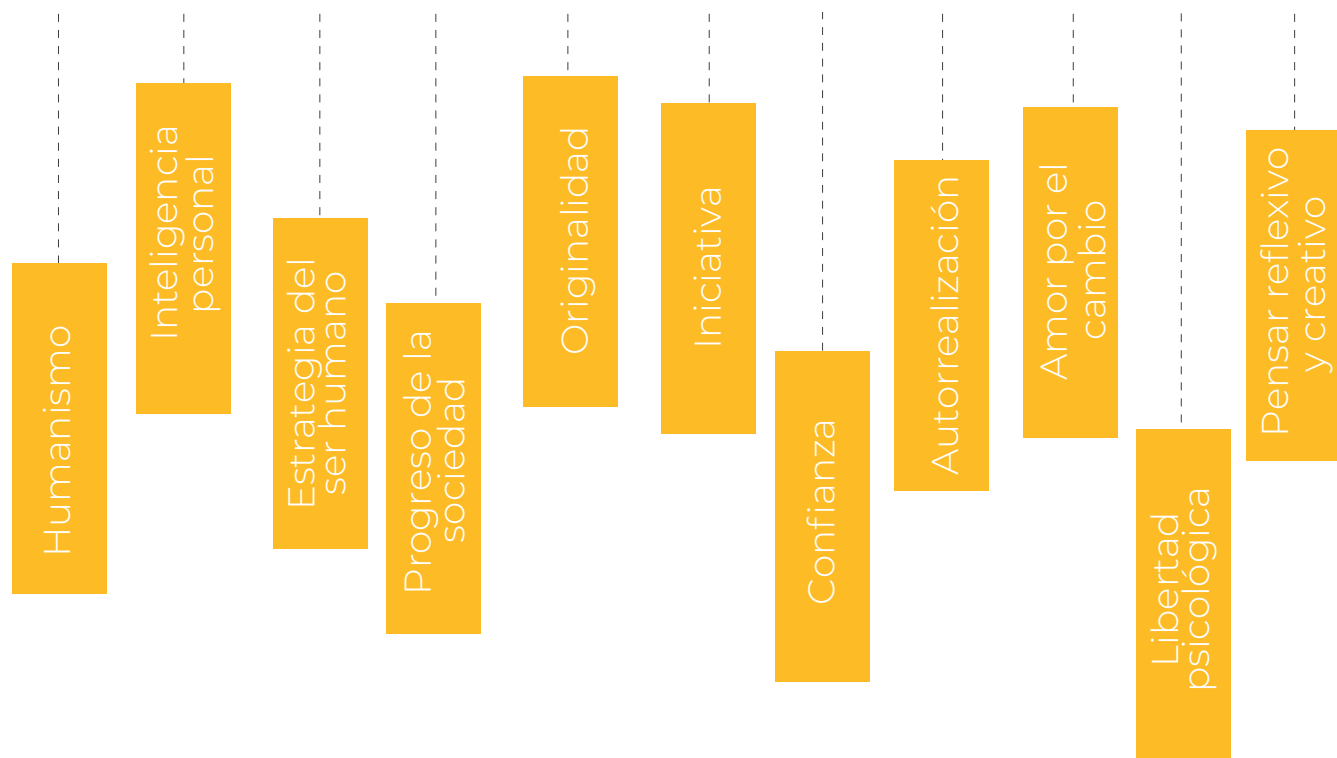 Humanismo
Inteligencia
personal
Estrategia del
ser humano
Progreso de la
sociedad
Originalidad
Iniciativa
Confianza
Autorrealización
Amor por el
cambio
Libertad
psicológica
Pensar reflexivo
y creativo